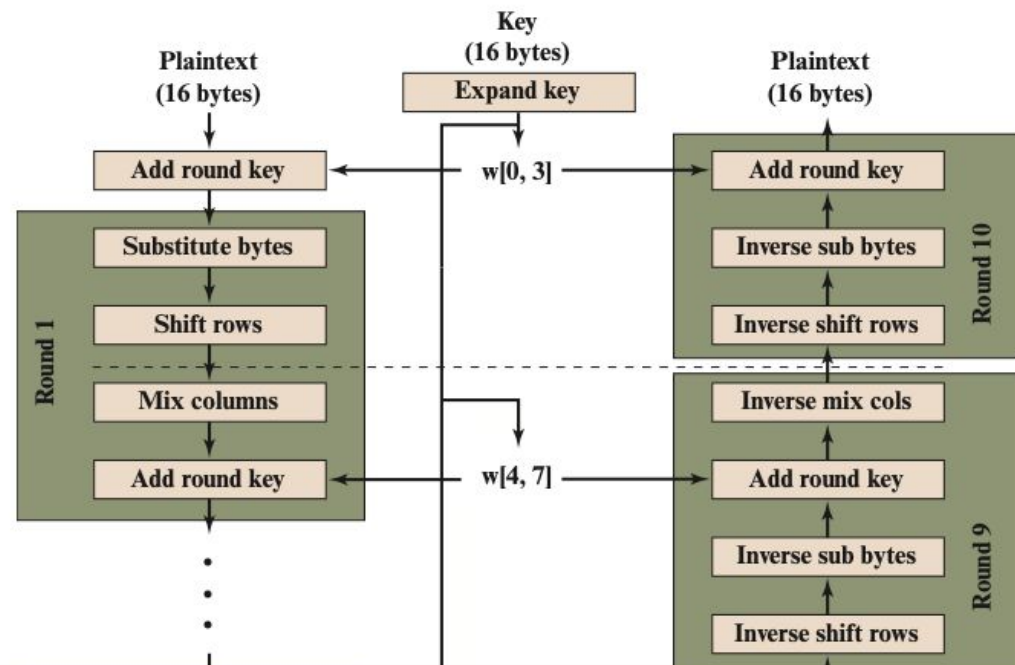 Key
(16 bytes)
Plaintext
(16 bytes)
Expand key
Plaintext
(16 bytes)
Add round key
w[0, 3]
Add round key
Substitute bytes
Inverse sub bytes
Round 10
Shift rows
Inverse shift rows
Round 1
Mix columns
Inverse mix cols
Add round key
w[4, 7]
Add round key
Inverse sub bytes
Round 9
Inverse shift rows